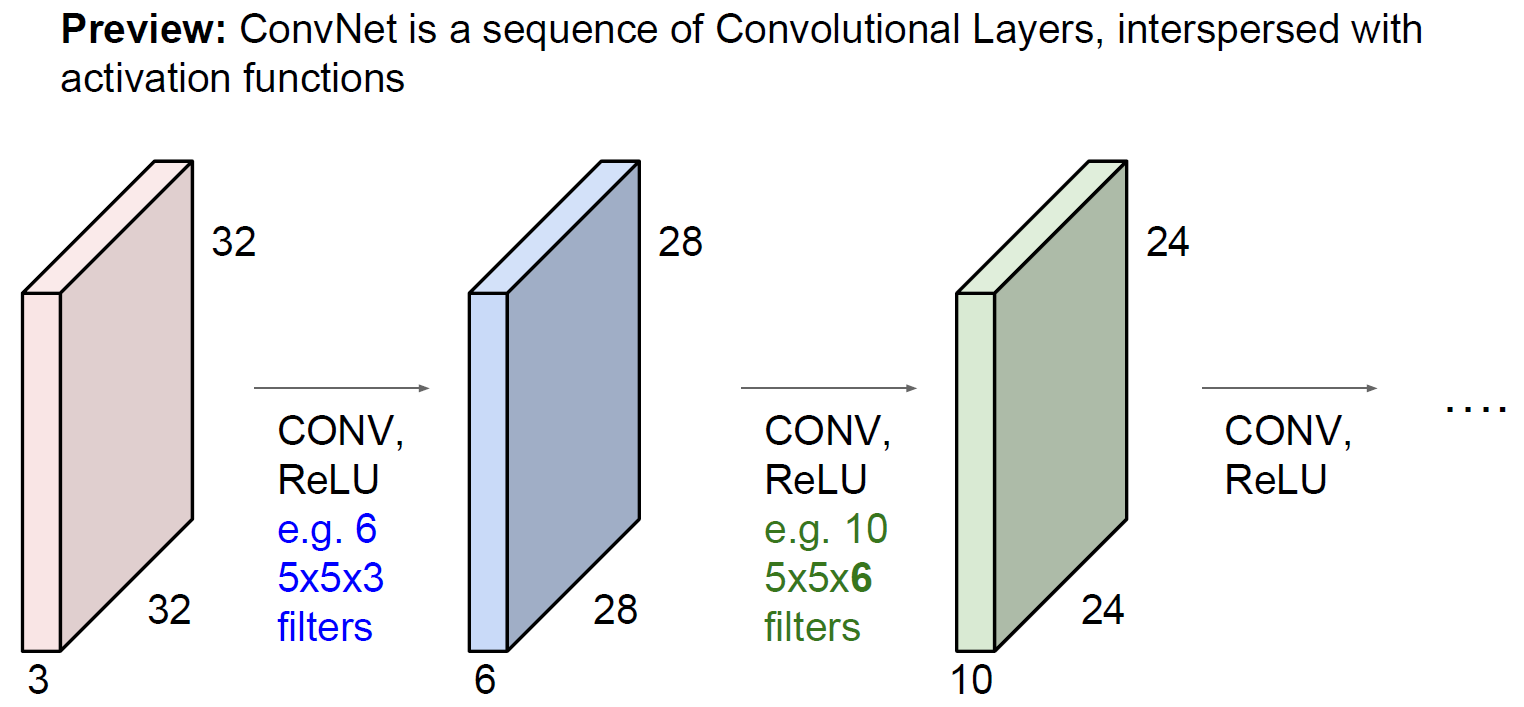 Preview: ConvNet is a sequence of Convolutional Layers, interspersed with
activation functions
32
32
3
CONV,
ReLU
e.g. 6
5x5x3
filters
28
28
6
CONV,
ReLU
e.g. 10
5x5x6
filters
24
24
10
CONV,
ReLU
....